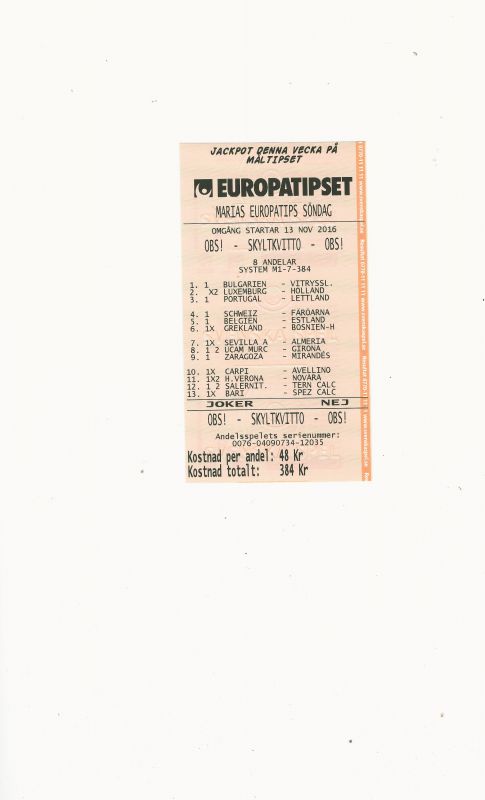 JACKPOT DENNA VECKA PÅ
MÅLTIPSET
EUROPATIPSET
MARIAS EUROPATIPS SÖNDAG
OMGÅNG STARTAR 13 NOV 2016
OBS! - SKYLTKVITTO - OBS!
8 ANDELAR
SYSTEM M1-7-384
1. 1 BULGARIEN - VITRYSSL.
2. X2 LUXEMBURG - HOLLAND
3. 1 PORTUGAL - LETTLAND
4. 1 SCHWEIZ - FÄRÖARNA
5. 1 BELGIEN - ESTLAND
6. 1X GREKLAND - BOSNIEN-H
7. 1X SEVILLA A - ALMERIA
8. 1 2 UCAM MURC - GIRONA
9. 1 ZARAGOZA - MIRANDÉS
10. 1X CARPI - AVELLINO
11. 1X2 H.VERONA - NOVARA
12. 1 2 SALERNIT. - TERN CALC
13. 1X BARI - SPEZ CALC
JOKER NEJ
OBS! - SKYLTKVITTO - OBS!
Andelsspelets serienummer:
0076-04090734-12035
Kostnad per andel: 48 Kr
Kostnad totalt: 384 Kr